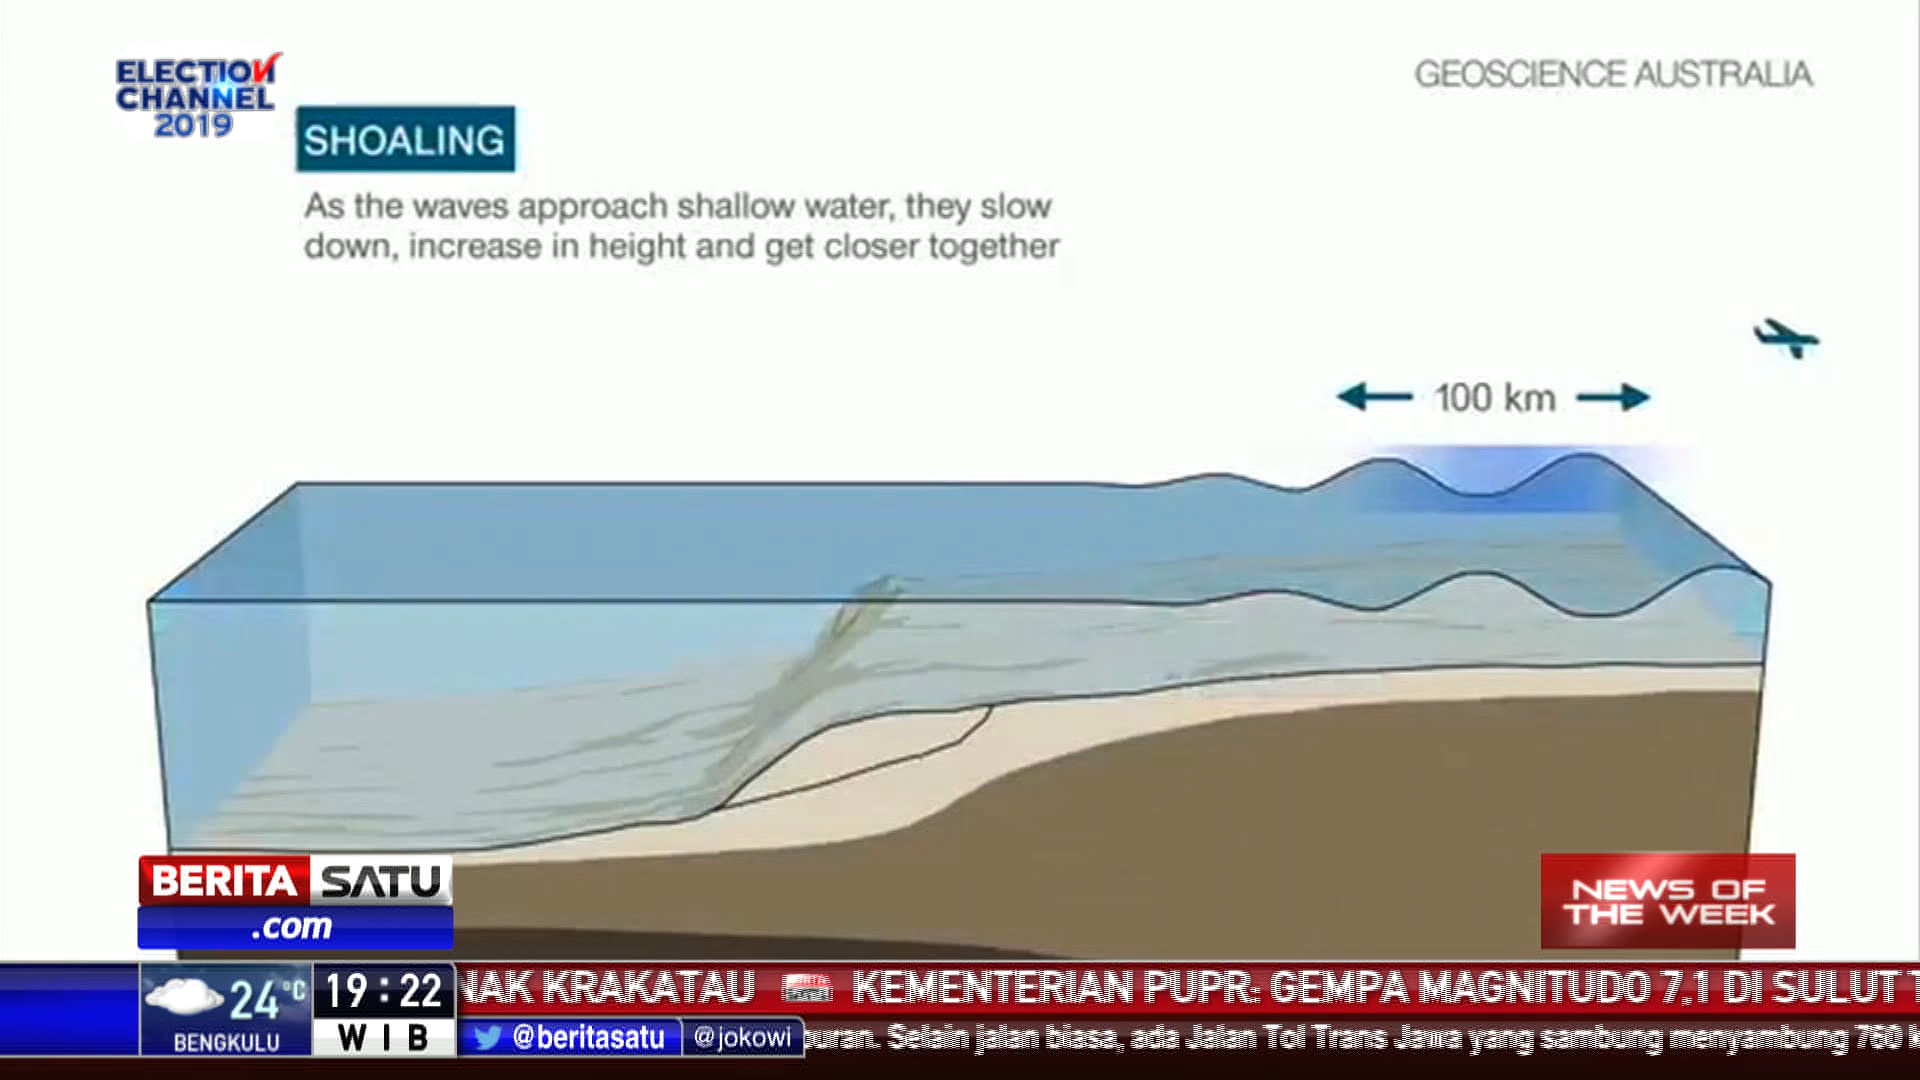 ELECTION
CHANNEL
2019
GEOSCIENCE AUSTRALIA
SHOALING
As the waves approach shallow water, they slow
down, increase in height and get closer together
100 km
BERITA SATU
.com
NEWS OF
THE WEEK
24°C
BENGKULU
19:22
WIB
NAK KRAKATAU KEMENTERIAN PUPR: GEMPA MAGNITUDO 7,1 DI SULUT T
@beritasatu
@jokowi
buran. Selain jalan biasa, ada Jalan Tol Trans Jawa yang sambung menyambung 760 k